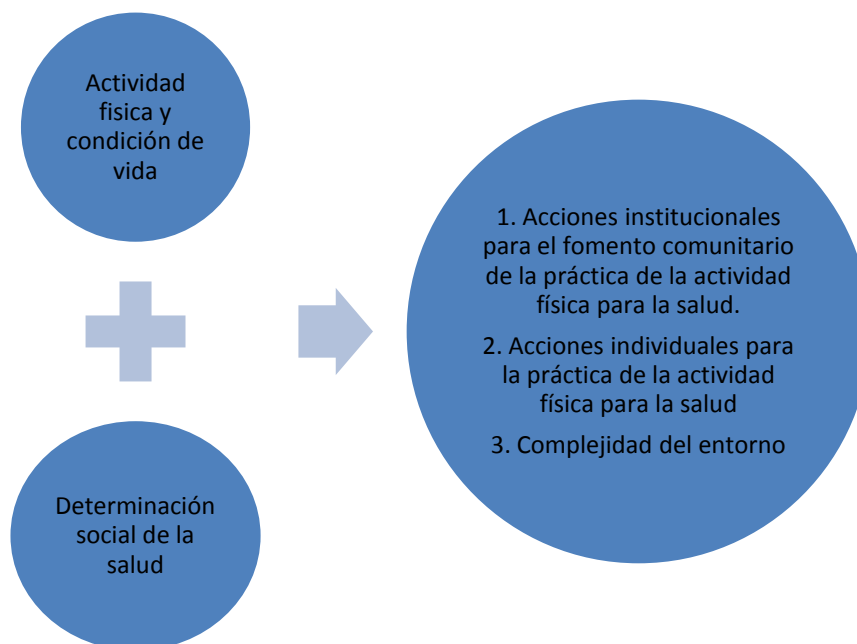 Actividad
fisica y
condición de
vida
Determinación
social de la
salud
1. Acciones institucionales
para el fomento comunitario
de la práctica de la actividad
física para la salud.
2. Acciones individuales para
la práctica de la actividad
física para la salud
3. Complejidad del entorno